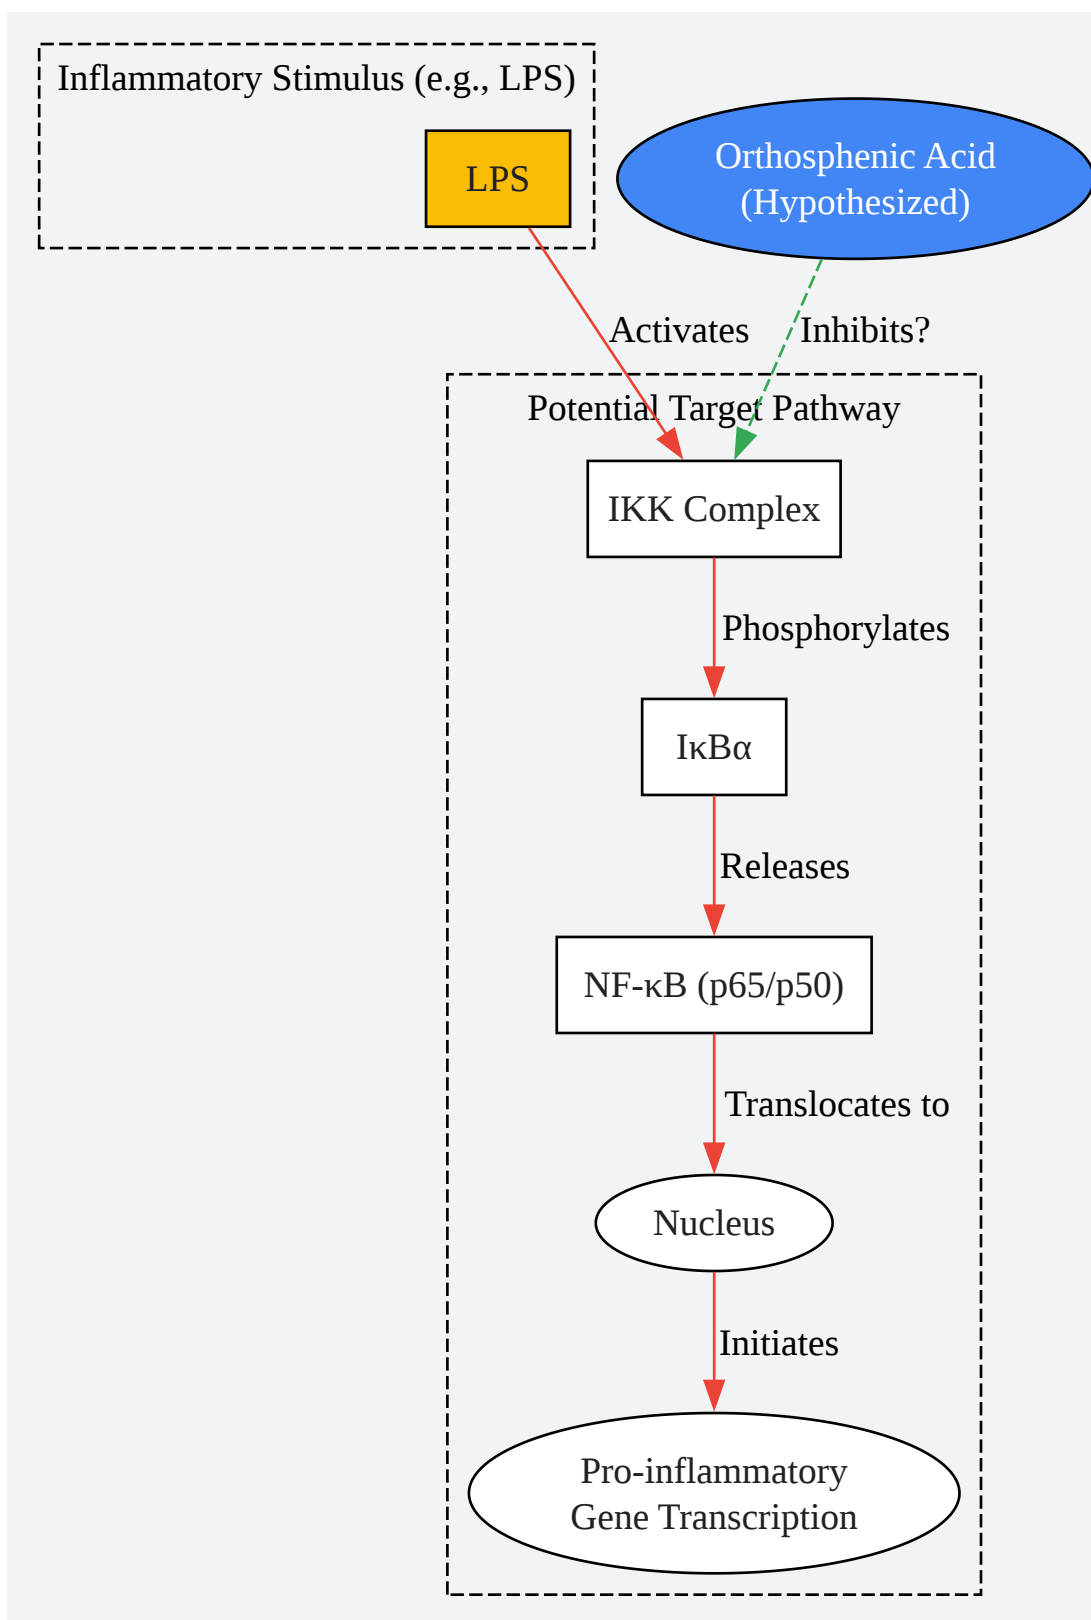 Inflammatory Stimulus (e.g., LPS)
LPS
Orthosphenic Acid
(Hypothesized)
Activates
Inhibits?
Potential Target Pathway
IKK Complex
Phosphorylates
IκBα
Releases
NF-κB (p65/p50)
Translocates to
Nucleus
Initiates
Pro-inflammatory
Gene Transcription